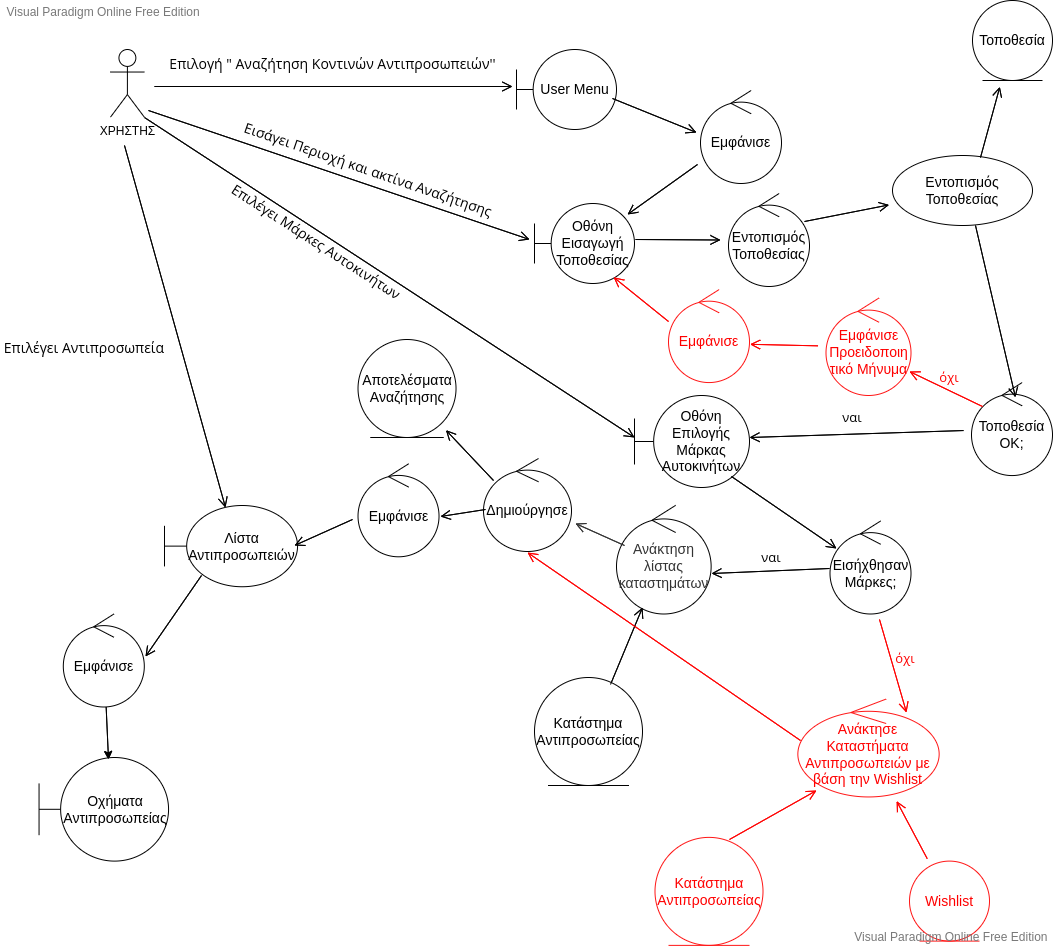 Visual Paradigm Online Free Edition
Τοποθεσία
Επιλογή " Αναζήτηση Κοντινών Αντιπροσωπειών''
User Menu
ΧΡΗΣΤΗΣ
Εμφάνισε
Εισάγει Περιοχή και ακτίνα Αναζήτησης
Επιλέγει Μάρκες Αυτοκινήτων
Εντοπισμός
Τοποθεσίας
Οθόνη
Εισαγωγή
Τοποθεσίας
Εντοπισμός
Τοποθεσίας
Επιλέγει Αντιπροσωπεία
Εμφάνισε
Εμφάνισε
Προειδοποιη
τικό Μήνυμα
όχι
Αποτελέσματα
Αναζήτησης
Οθόνη
Επιλογής
Μάρκας
Αυτοκινήτων
ναι
Τοποθεσία
ΟΚ;
Λίστα
Αντιπροσωπειών
Εμφάνισε
Δημιούργησε
Ανάκτηση
λίστας
καταστημάτων
ναι
Εισήχθησαν
Μάρκες;
όχι
Εμφάνισε
Κατάστημα
Αντιπροσωπείας
Ανάκτησε
Καταστήματα
Αντιπροσωπειών με
βάση την Wishlist
Οχήματα
Αντιπροσωπείας
Κατάστημα
Αντιπροσωπείας
Wishlist
Visual Paradigm Online Free Edition